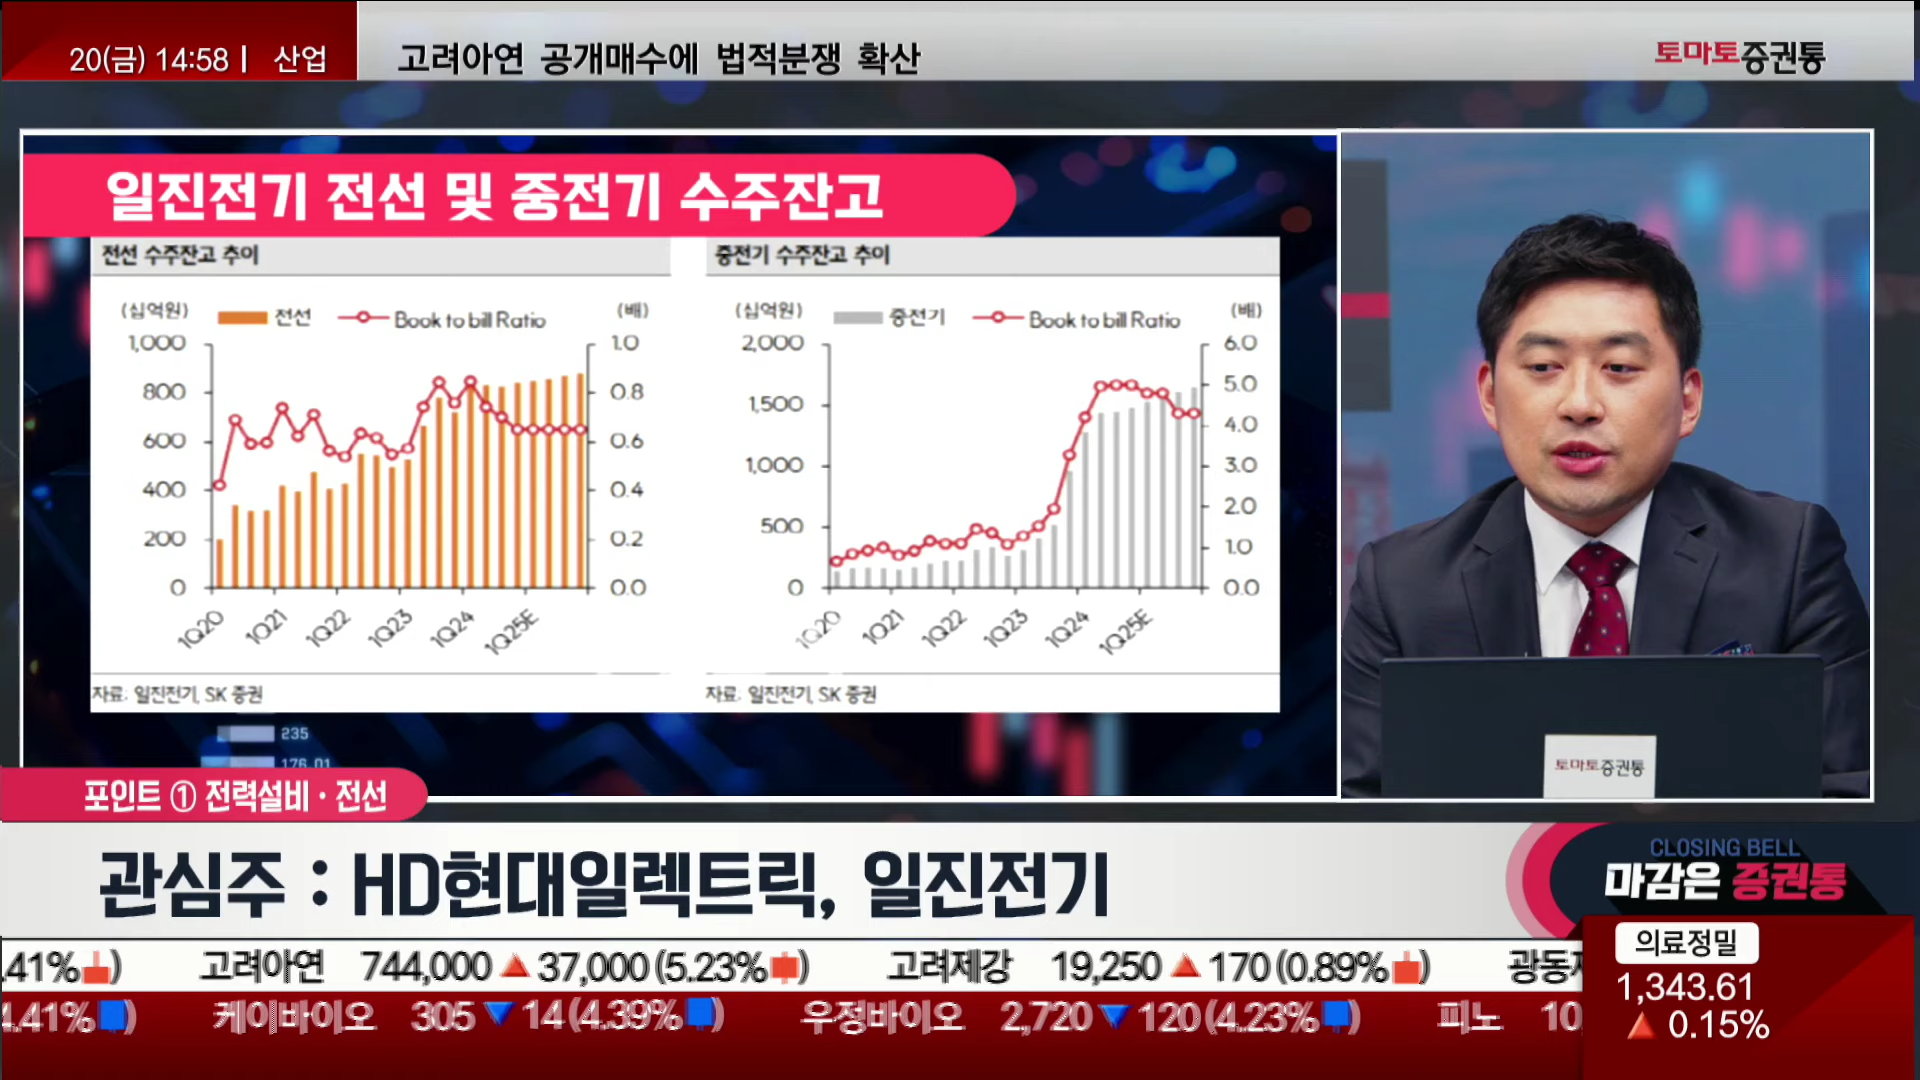 20(금) 14:58 | 산업
고려아연 공개매수에 법적분쟁 확산
토마토증권통
일진전기 전선 및 중전기 수주잔고
전선 수주잔고 추이
(십억원) 전선 Book to bill Ratio (배)
1,000 1.0
800 0.8
600 0.6
400 0.4
200 0.2
0 0.0
1Q20 1Q21 1Q22 1Q23 1Q24 1Q25E
자료: 일진전기, SK 증권
중전기 수주잔고 추이
(십억원) 중전기 Book to bill Ratio (배)
2,000 6.0
5.0
1,500 4.0
1,000 3.0
2.0
500 1.0
0 0.0
1Q20 1Q21 1Q22 1Q23 1Q24 1Q25E
자료: 일진전기, SK 증권
235
176.01
토마토증권통
포인트 ① 전력설비·전선
관심주 : HD현대일렉트릭, 일진전기
CLOSING BELL
마감은 증권통
.41% ) 고려아연 744,000 ▲ 37,000 (5.23% ) 고려제강 19,250 ▲ 170 (0.89% )
4.41% ) 케이바이오 305 ▼ 14 (4.39% ) 우정바이오 2,720 ▼ 120 (4.23% ) 피노 10
의료정밀
1,343.61
▲ 0.15%